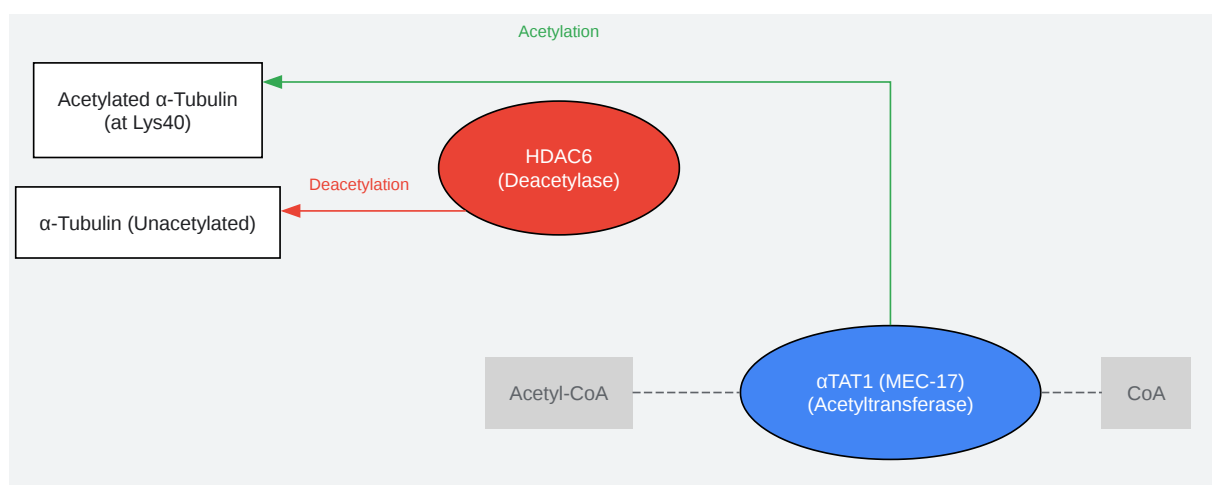 Acetylation
Acetylated α-Tubulin
(at Lys40)
HDAC6
(Deacetylase)
Deacetylation
α-Tubulin (Unacetylated)
Acetyl-CoA
αTAT1 (MEC-17)
(Acetyltransferase)
CoA